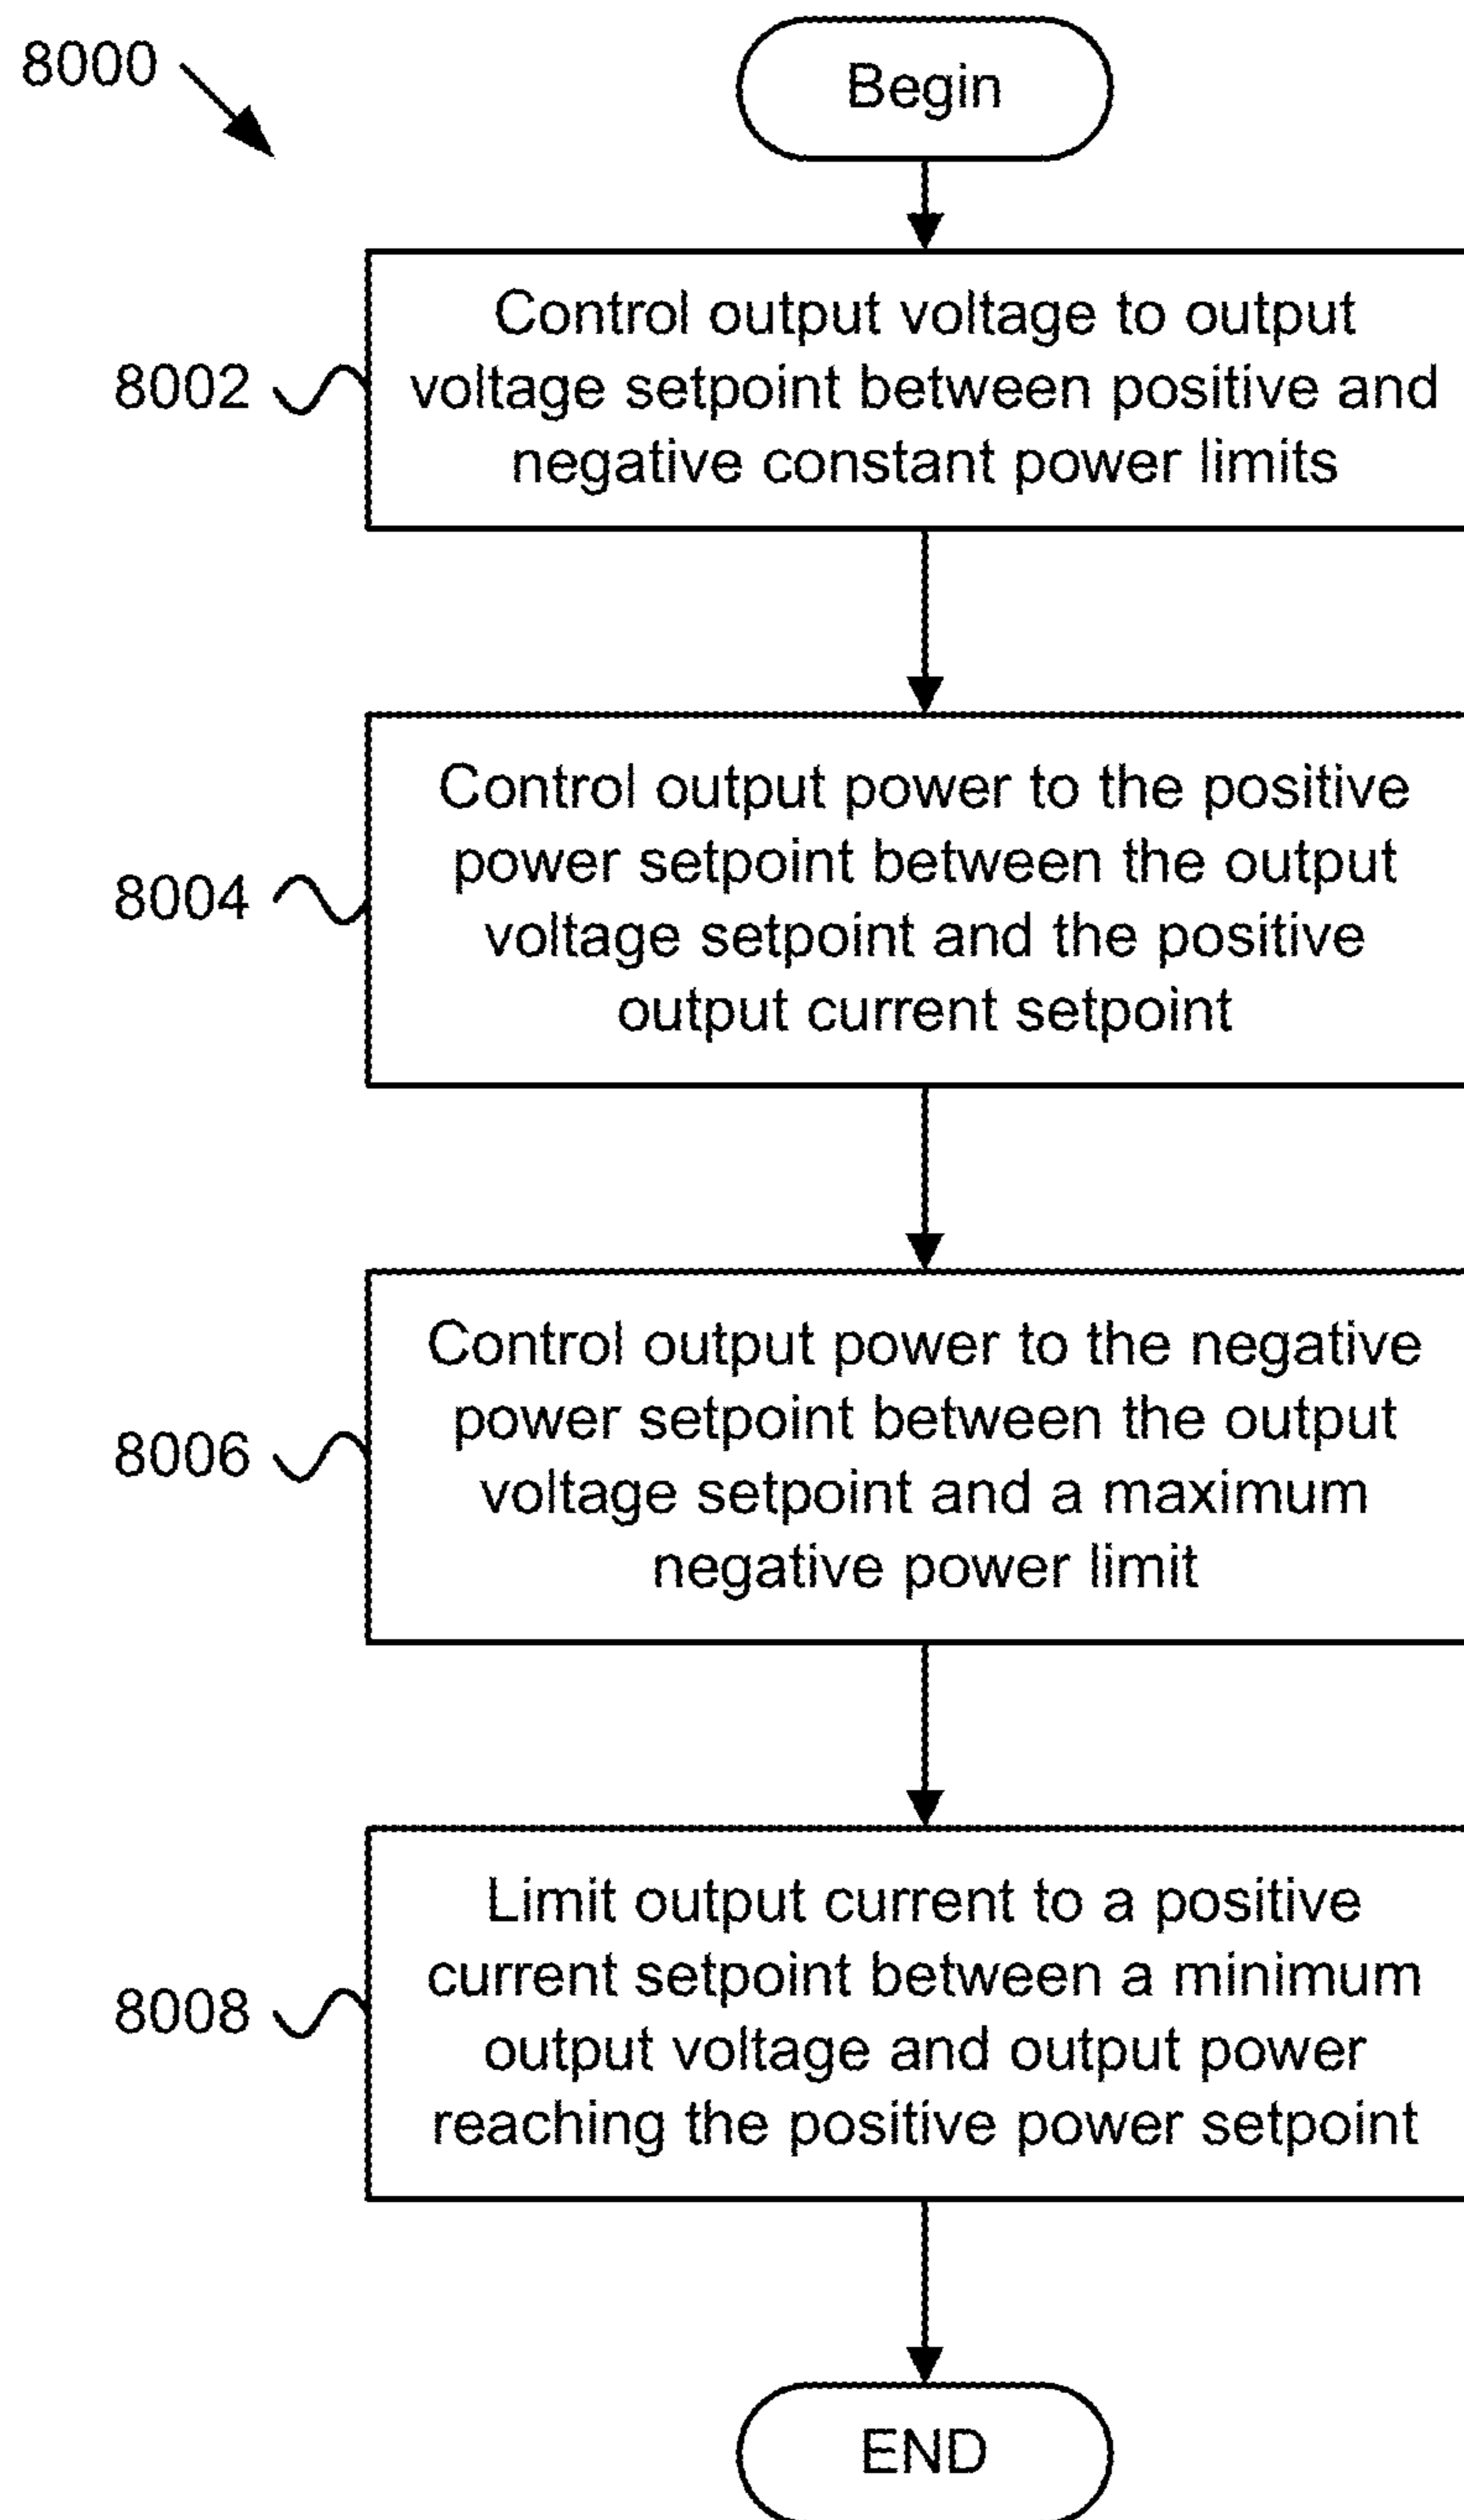 8000
Begin
8002
Control output voltage to output
voltage setpoint between positive and
negative constant power limits
8004
Control output power to the positive
power setpoint between the output
voltage setpoint and the positive
output current setpoint
8006
Control output power to the negative
power setpoint between the output
voltage setpoint and a maximum
negative power limit
8008
Limit output current to a positive
current setpoint between a minimum
output voltage and output power
reaching the positive power setpoint
END